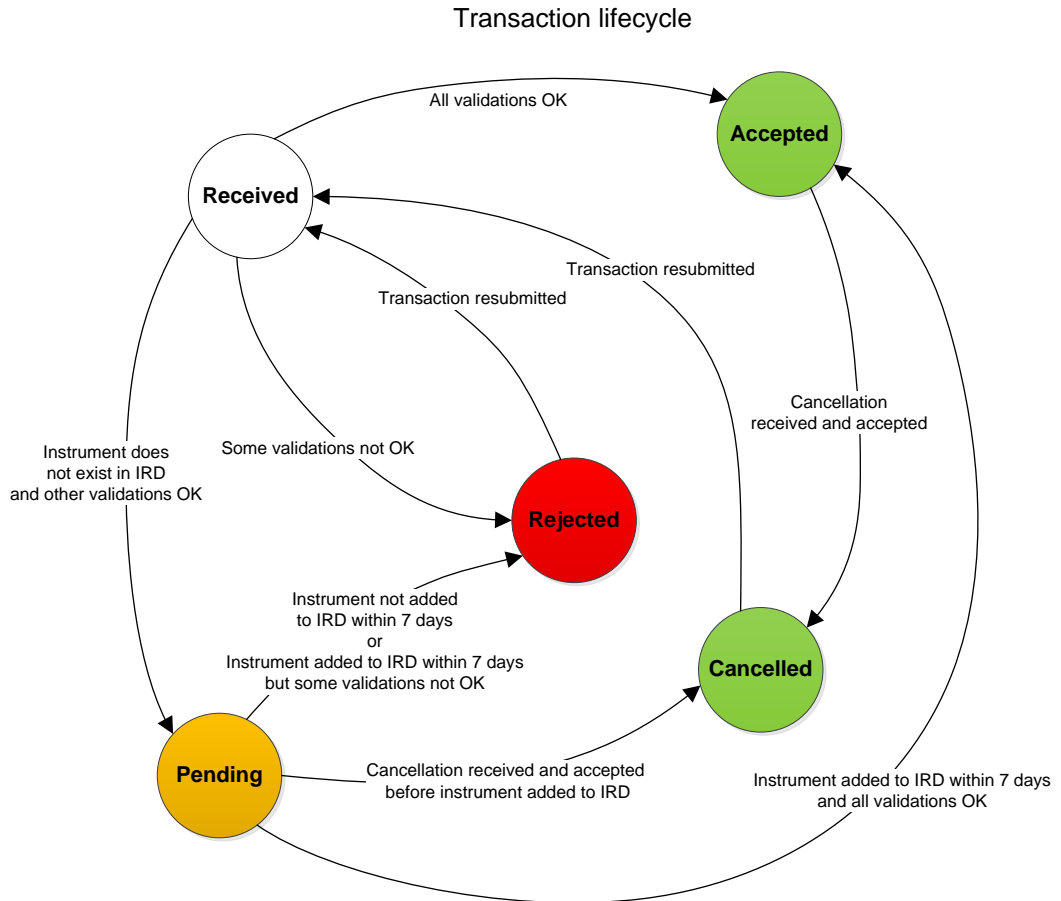 Transaction lifecycle
All validations OK
Accepted
Received
Transaction resubmitted
Transaction resubmitted
Cancellation
received and accepted
Instrument does
not exist in IRD
and other validations OK
Some validations not OK
Rejected
Instrument not added
to IRD within 7 days
or
Instrument added to IRD within 7 days
but some validations not OK
Cancelled
Pending
Cancellation received and accepted
before instrument added to IRD
Instrument added to IRD within 7 days
and all validations OK